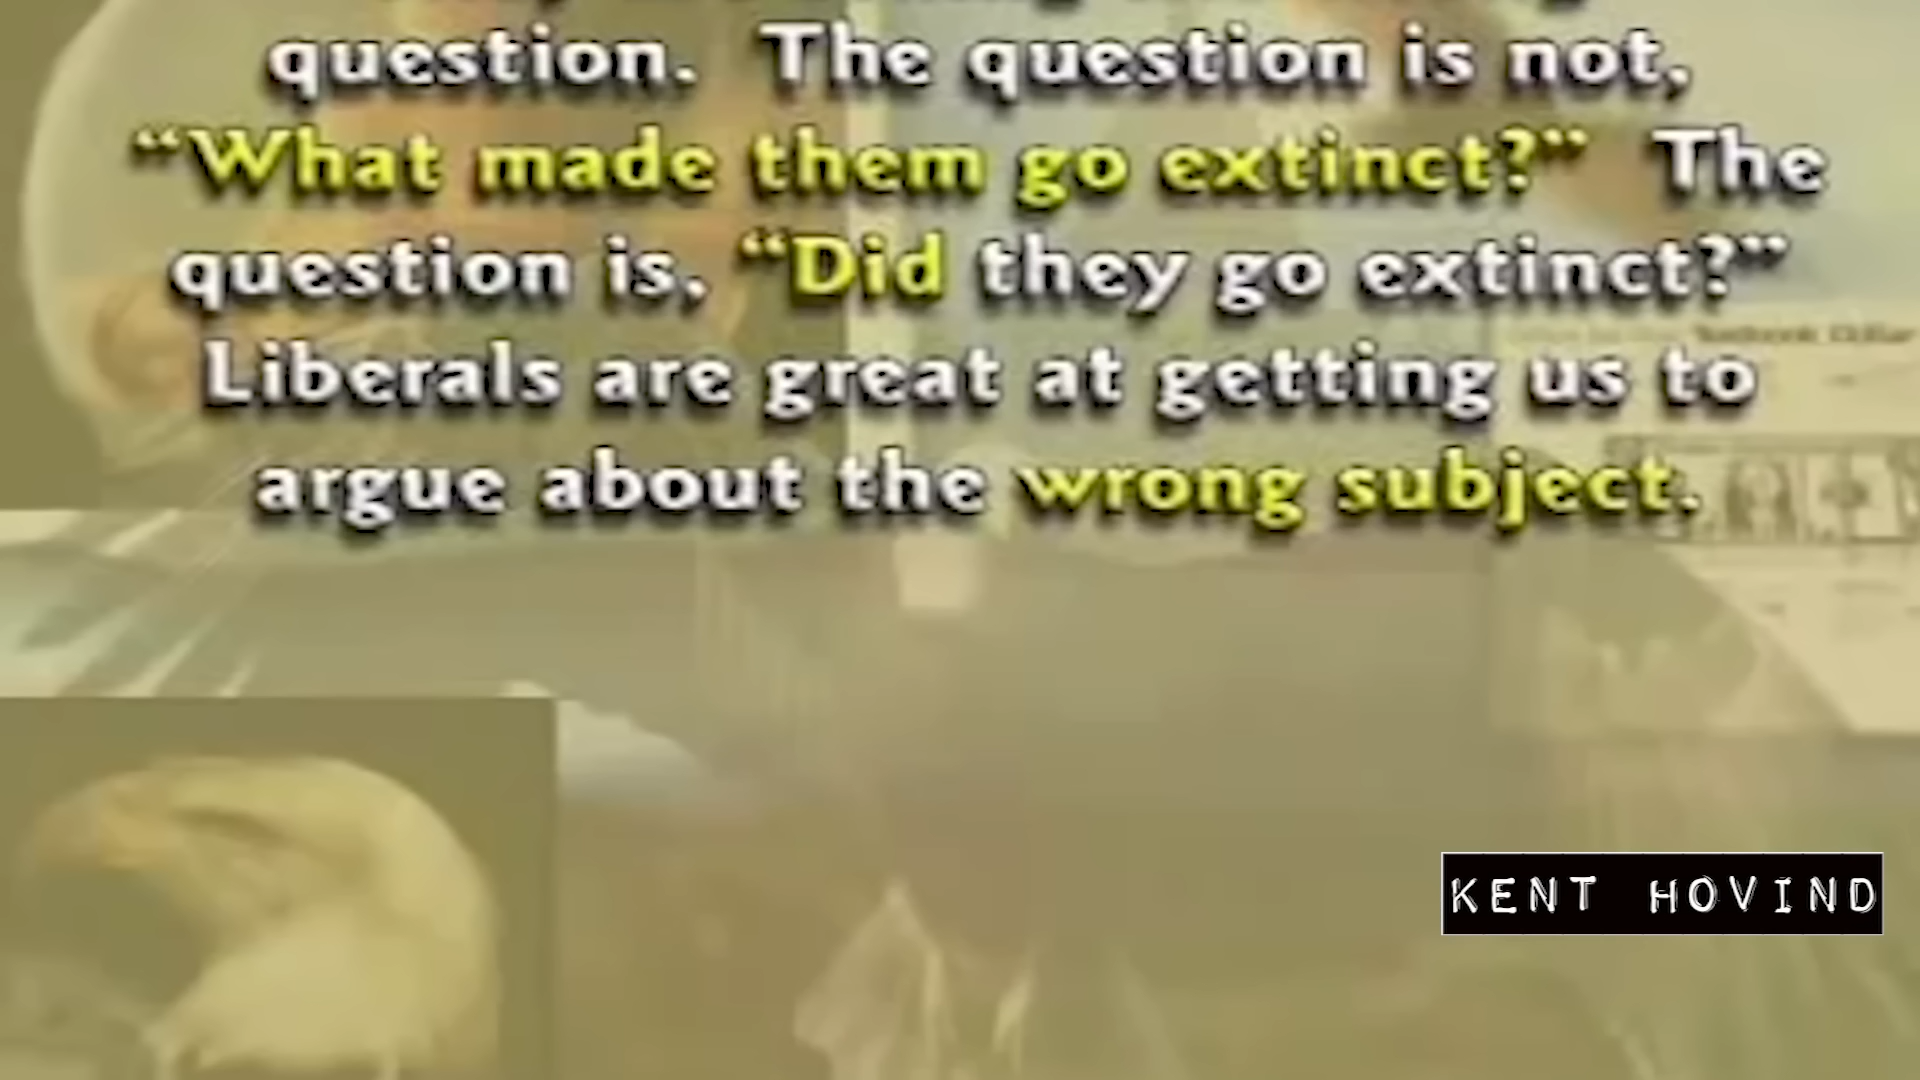 question. The question is not,
“What made them go extinct?” The
question is, “Did they go extinct?”
Liberals are great at getting us to
argue about the wrong subject.
KENT HOVIND